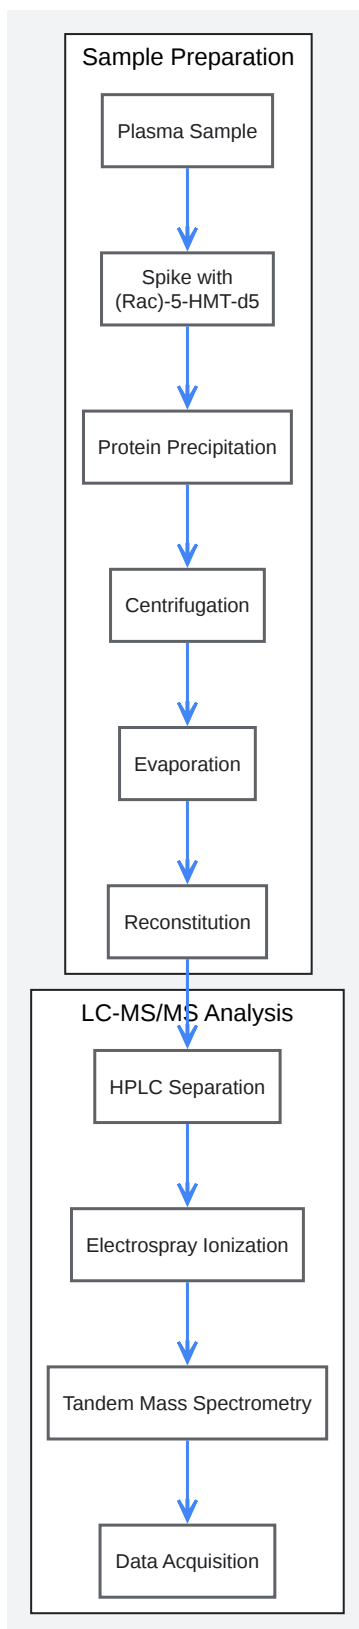 Sample Preparation
Plasma Sample
Spike with
(Rac)-5-HMT-d5
Protein Precipitation
Centrifugation
Evaporation
Reconstitution
LC-MS/MS Analysis
HPLC Separation
Electrospray Ionization
Tandem Mass Spectrometry
Data Acquisition